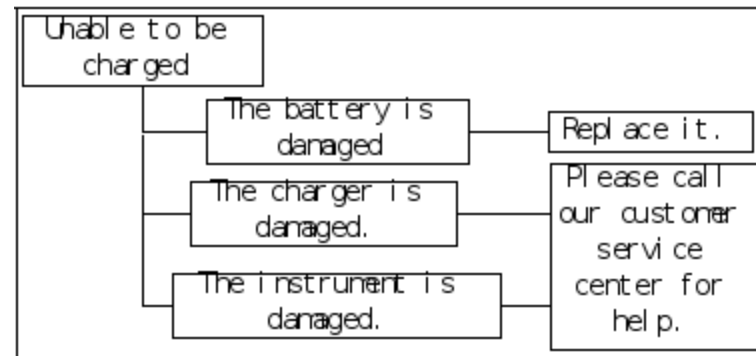 Unable to be
charged
The battery is
damaged
Replace it.
The charger is
damaged.
Please call
our customer
service
center for
help.
The instrument is
damaged.